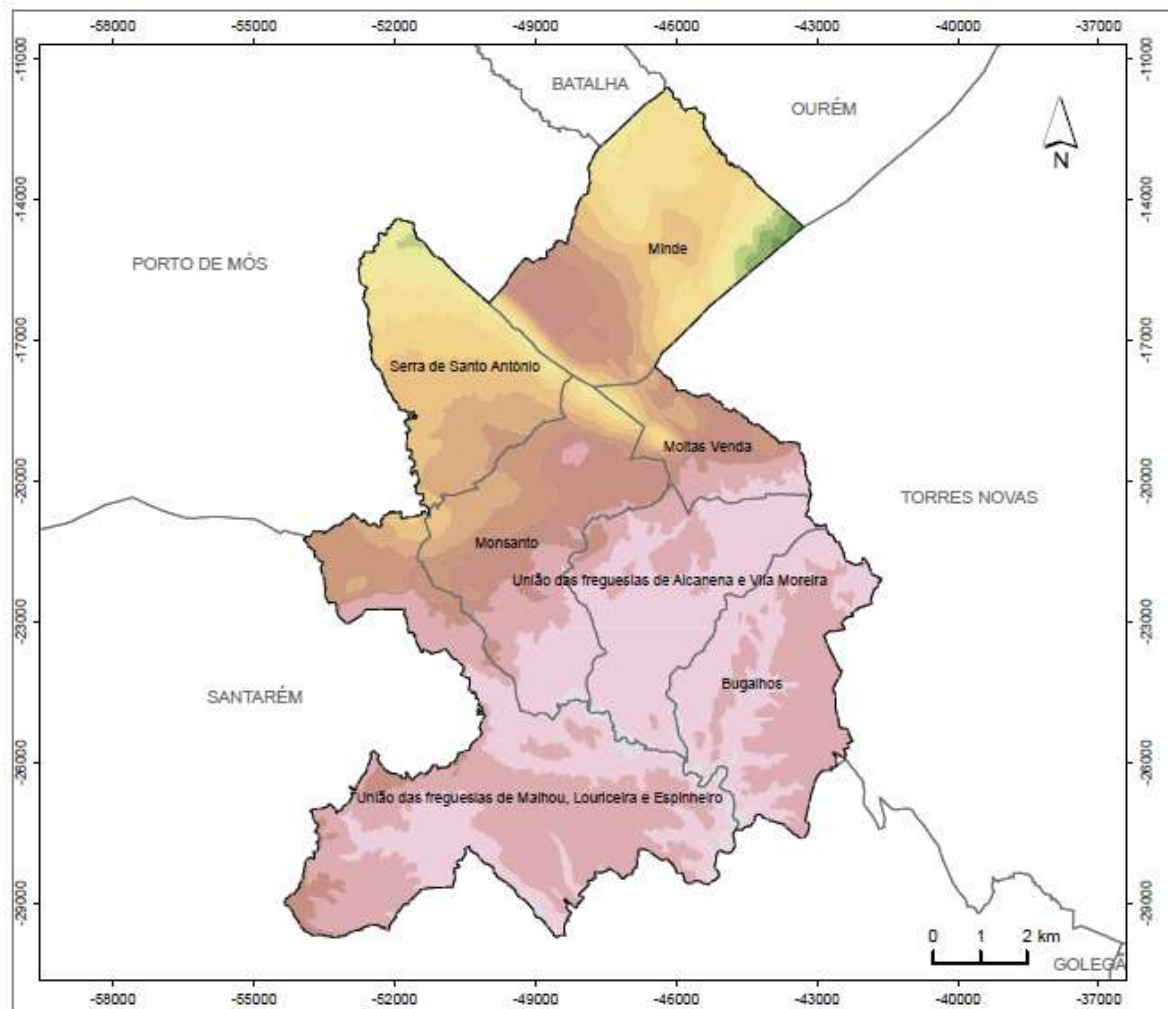 -58000 -55000 -52000 -49000 -46000 -43000 -40000 -37000
-11000 -11000
BATALHA
OURÉM
N
-14000 -14000
Minde
PORTO DE MÓS
-17000 -17000
Serra de Santo António
Moitas Venda
-20000 -20000
TORRES NOVAS
Monsanto
União das freguesias de Alcanena e Vila Moreira
-23000 -23000
Bugalhos
SANTARÉM
-26000 -26000
União das freguesias de Malhou, Louriceira e Espinheiro
-29000 -29000
0 1 2 km
GOLEGÃ
-58000 -55000 -52000 -49000 -46000 -43000 -40000 -37000